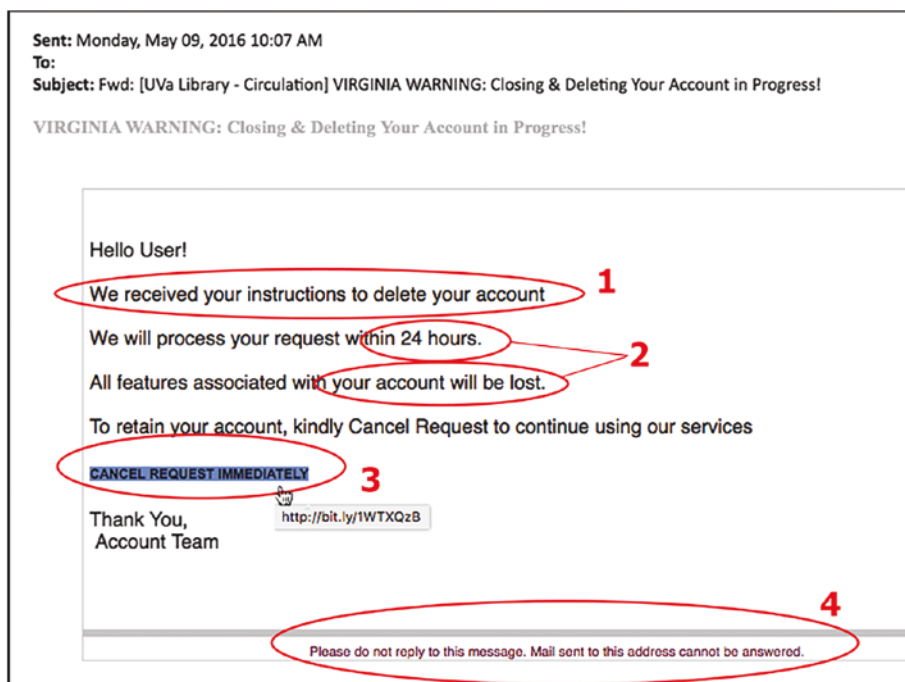 Sent: Monday, May 09, 2016 10:07 AM
To:
Subject: Fwd: [UVa Library - Circulation] VIRGINIA WARNING: Closing & Deleting Your Account in Progress!
VIRGINIA WARNING: Closing & Deleting Your Account in Progress!
Hello User!
We received your instructions to delete your account
1
We will process your request within 24 hours.
2
All features associated with your account will be lost.
To retain your account, kindly Cancel Request to continue using our services
CANCEL REQUEST IMMEDIATELY
3
http://bit.ly/1WTXQzB
Thank You,
Account Team
4
Please do not reply to this message. Mail sent to this address cannot be answered.